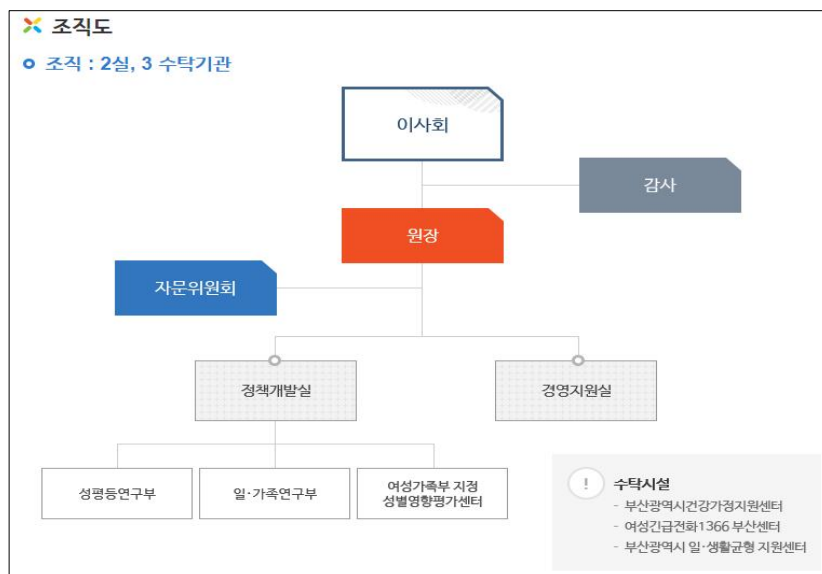 조직도
조직 : 2실, 3 수탁기관
이사회
감사
원장
자문위원회
정책개발실
경영지원실
성평등연구부
일·가족연구부
여성가족부 지정
성별영향평가센터
!
수탁시설
- 부산광역시건강가정지원센터
- 여성긴급전화1366 부산센터
- 부산광역시 일·생활균형 지원센터